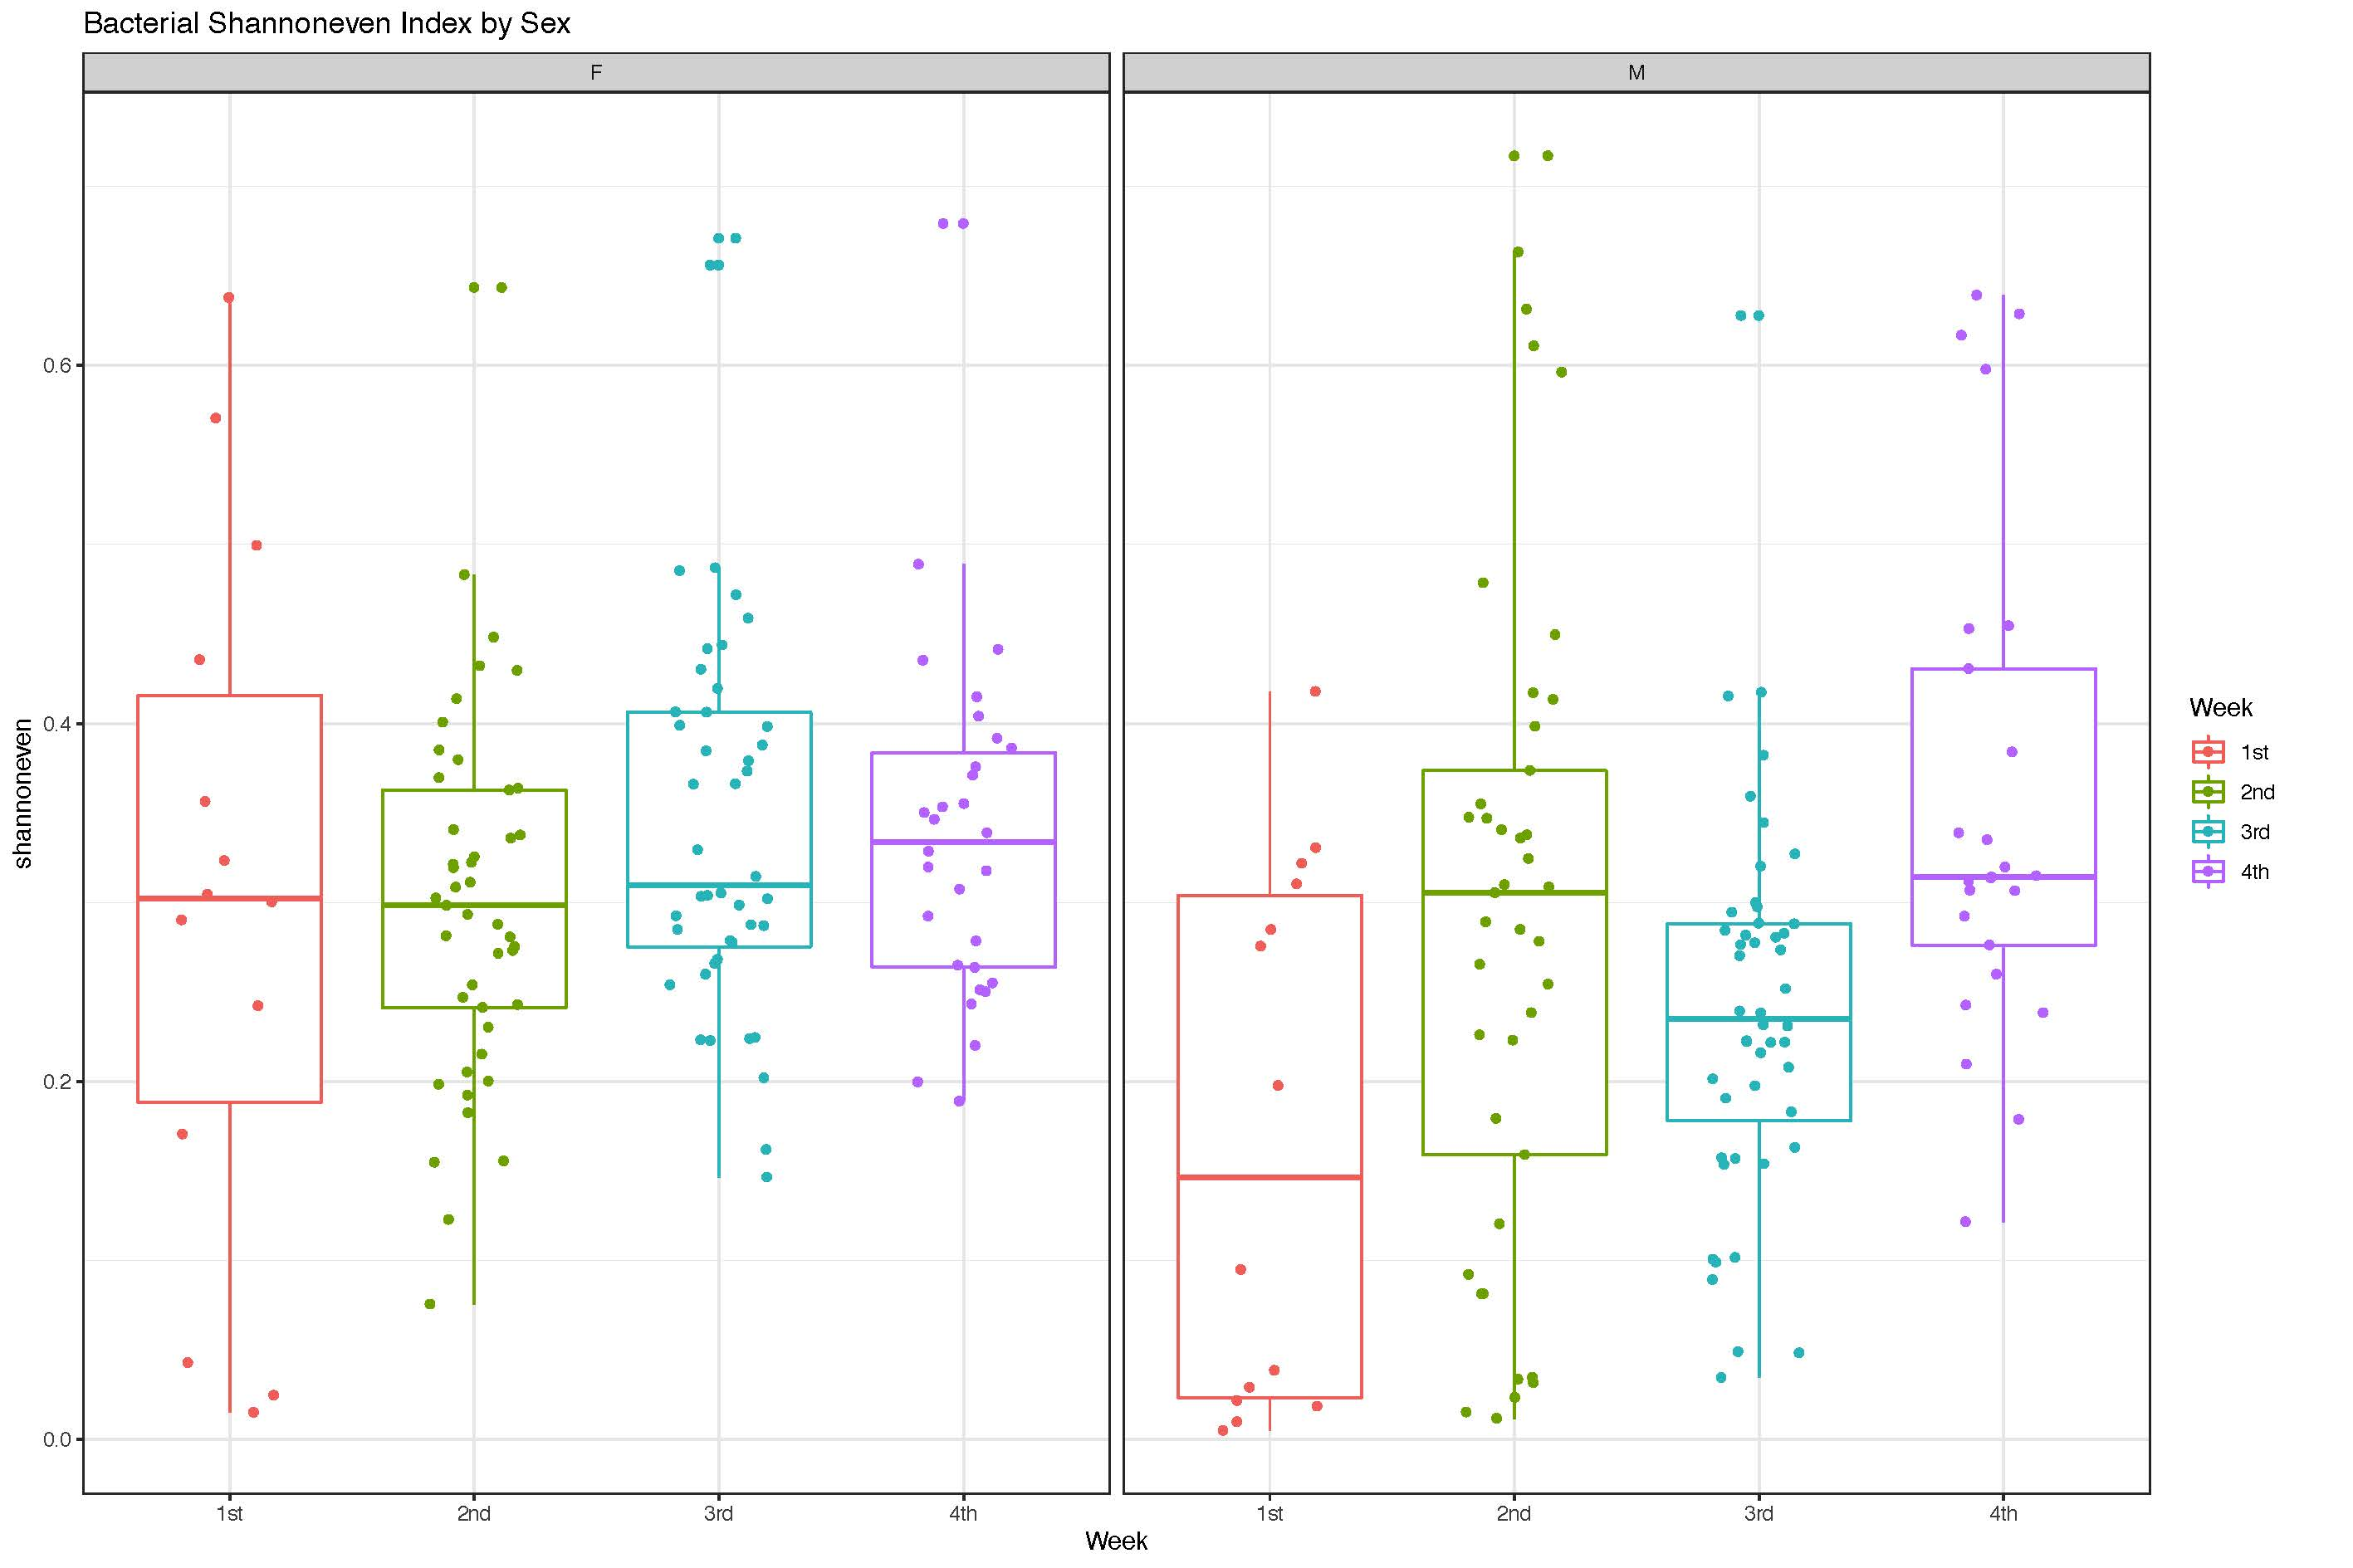 Bacterial Shannoneven Index by Sex
F
M
shannoneven
0.6
0.4
0.2
0.0
1st
2nd
3rd
4th
1st
2nd
3rd
4th
Week
Week
1st
2nd
3rd
4th